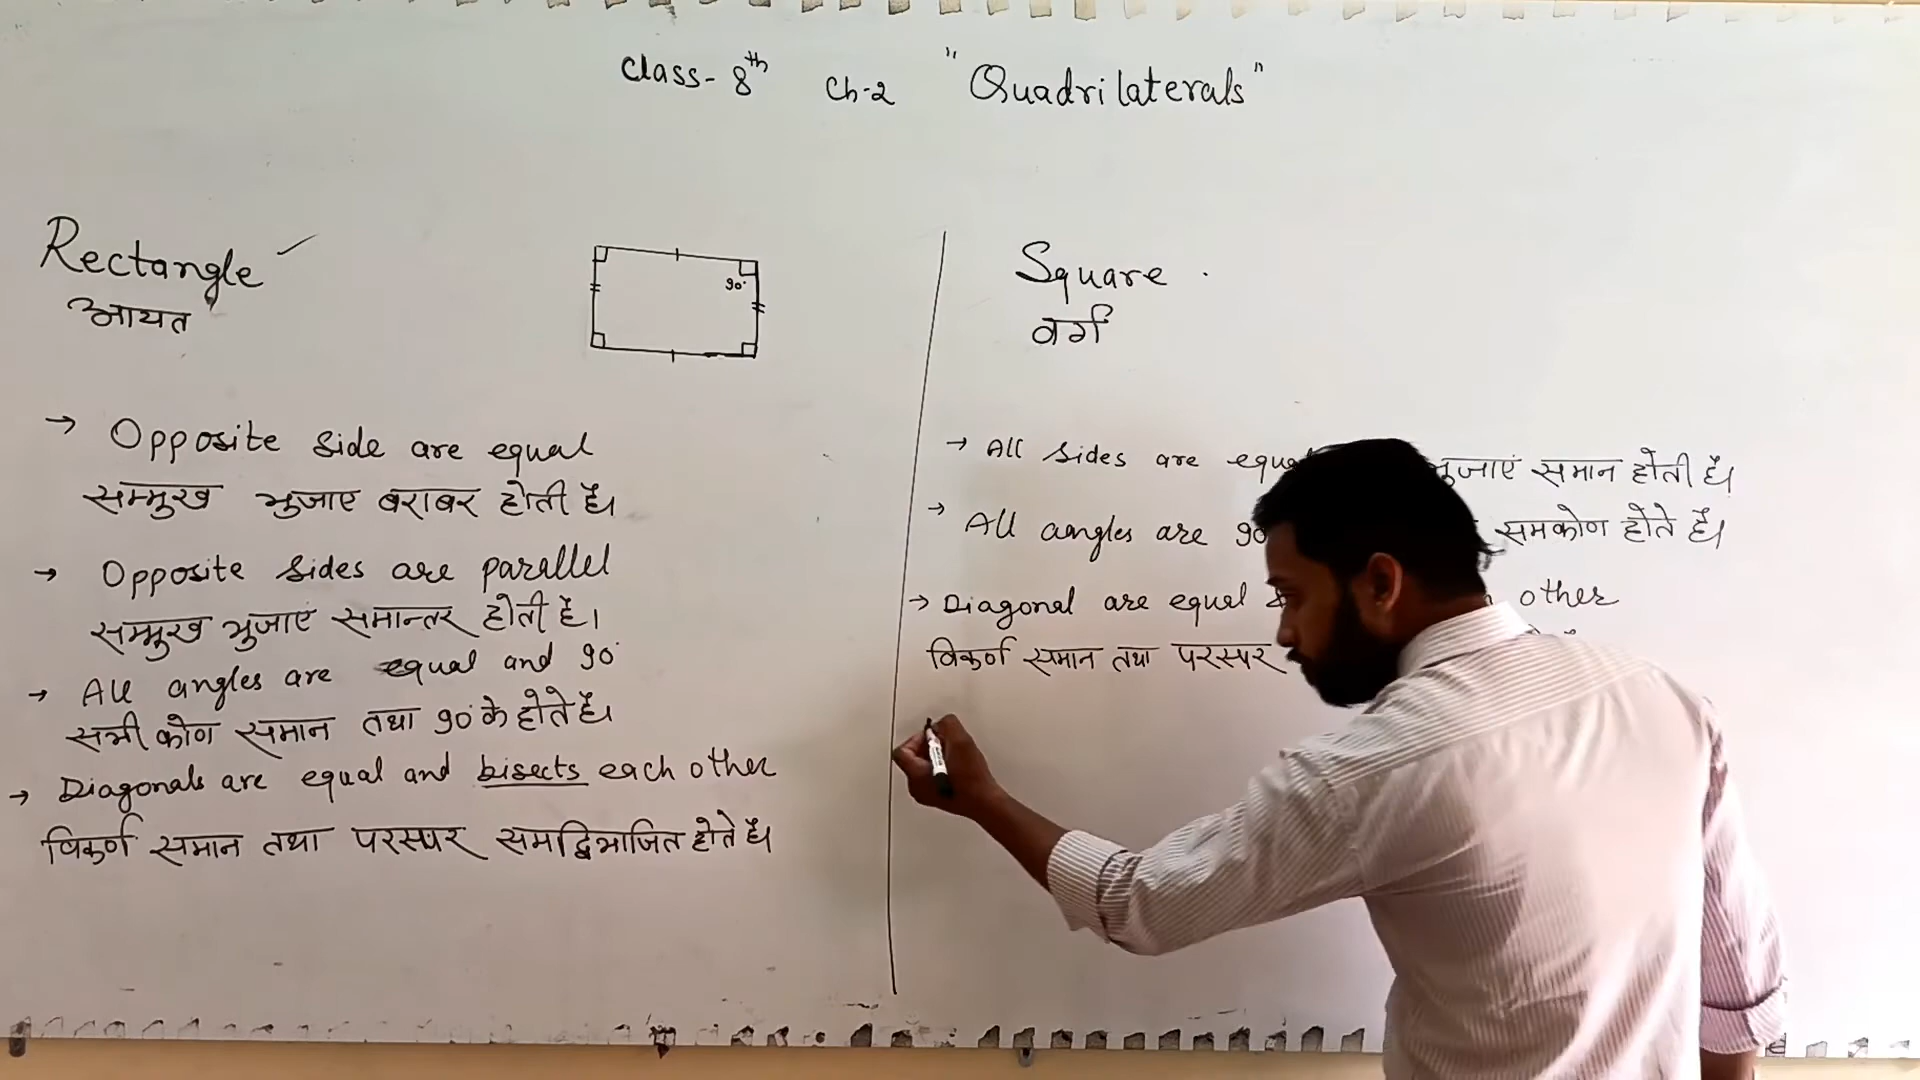 Class- 8th Ch-2 "Quadrilaterals"
Rectangle
आयत
90°
→ Opposite side are equal
सम्मुख भुजाए बराबर होती है।
→ Opposite sides are parallel
सम्मुख भुजाएं समान्तर होती है।
→ All angles are equal and 90°
सभी कोण समान तथा 90° के होते है।
→ Diagonals are equal and bisects each other
विकर्ण समान तथा परस्पर समद्विभाजित होते है।
Square
वर्ग
→ All sides are समान होती है।
→ All angles are 90 समकोण होते है।
→ Diagonal are equal other
विकर्ण समान तथा परस्पर